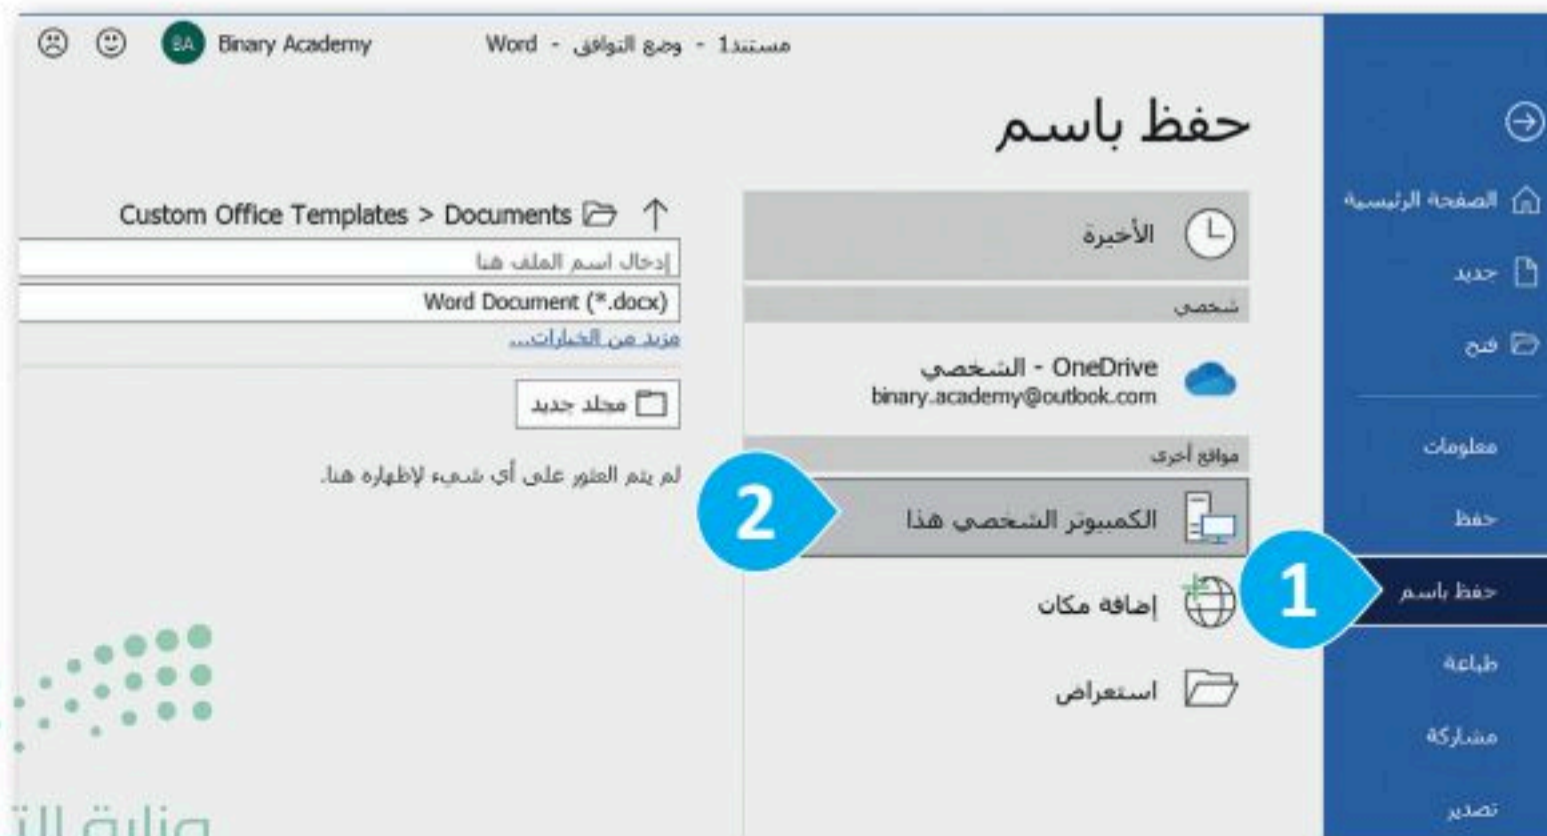 مستند1 - وضع التوافق - Word
Binary Academy
BA
الصفحة الرئيسية
جديد
فتح
معلومات
حفظ
حفظ باسم
طباعة
مشاركة
تصدير
1
حفظ باسم
الأخيرة
شخصي
OneDrive - الشخصي
binary.academy@outlook.com
مواقع أخرى
الكمبيوتر الشخصي هذا
2
إضافة مكان
استعراض
Custom Office Templates > Documents
إدخال اسم الملف هنا
Word Document (*.docx)
مزيد من الخيارات...
مجلد جديد
لم يتم العثور على أي شيء لإظهاره هنا.
وزارة